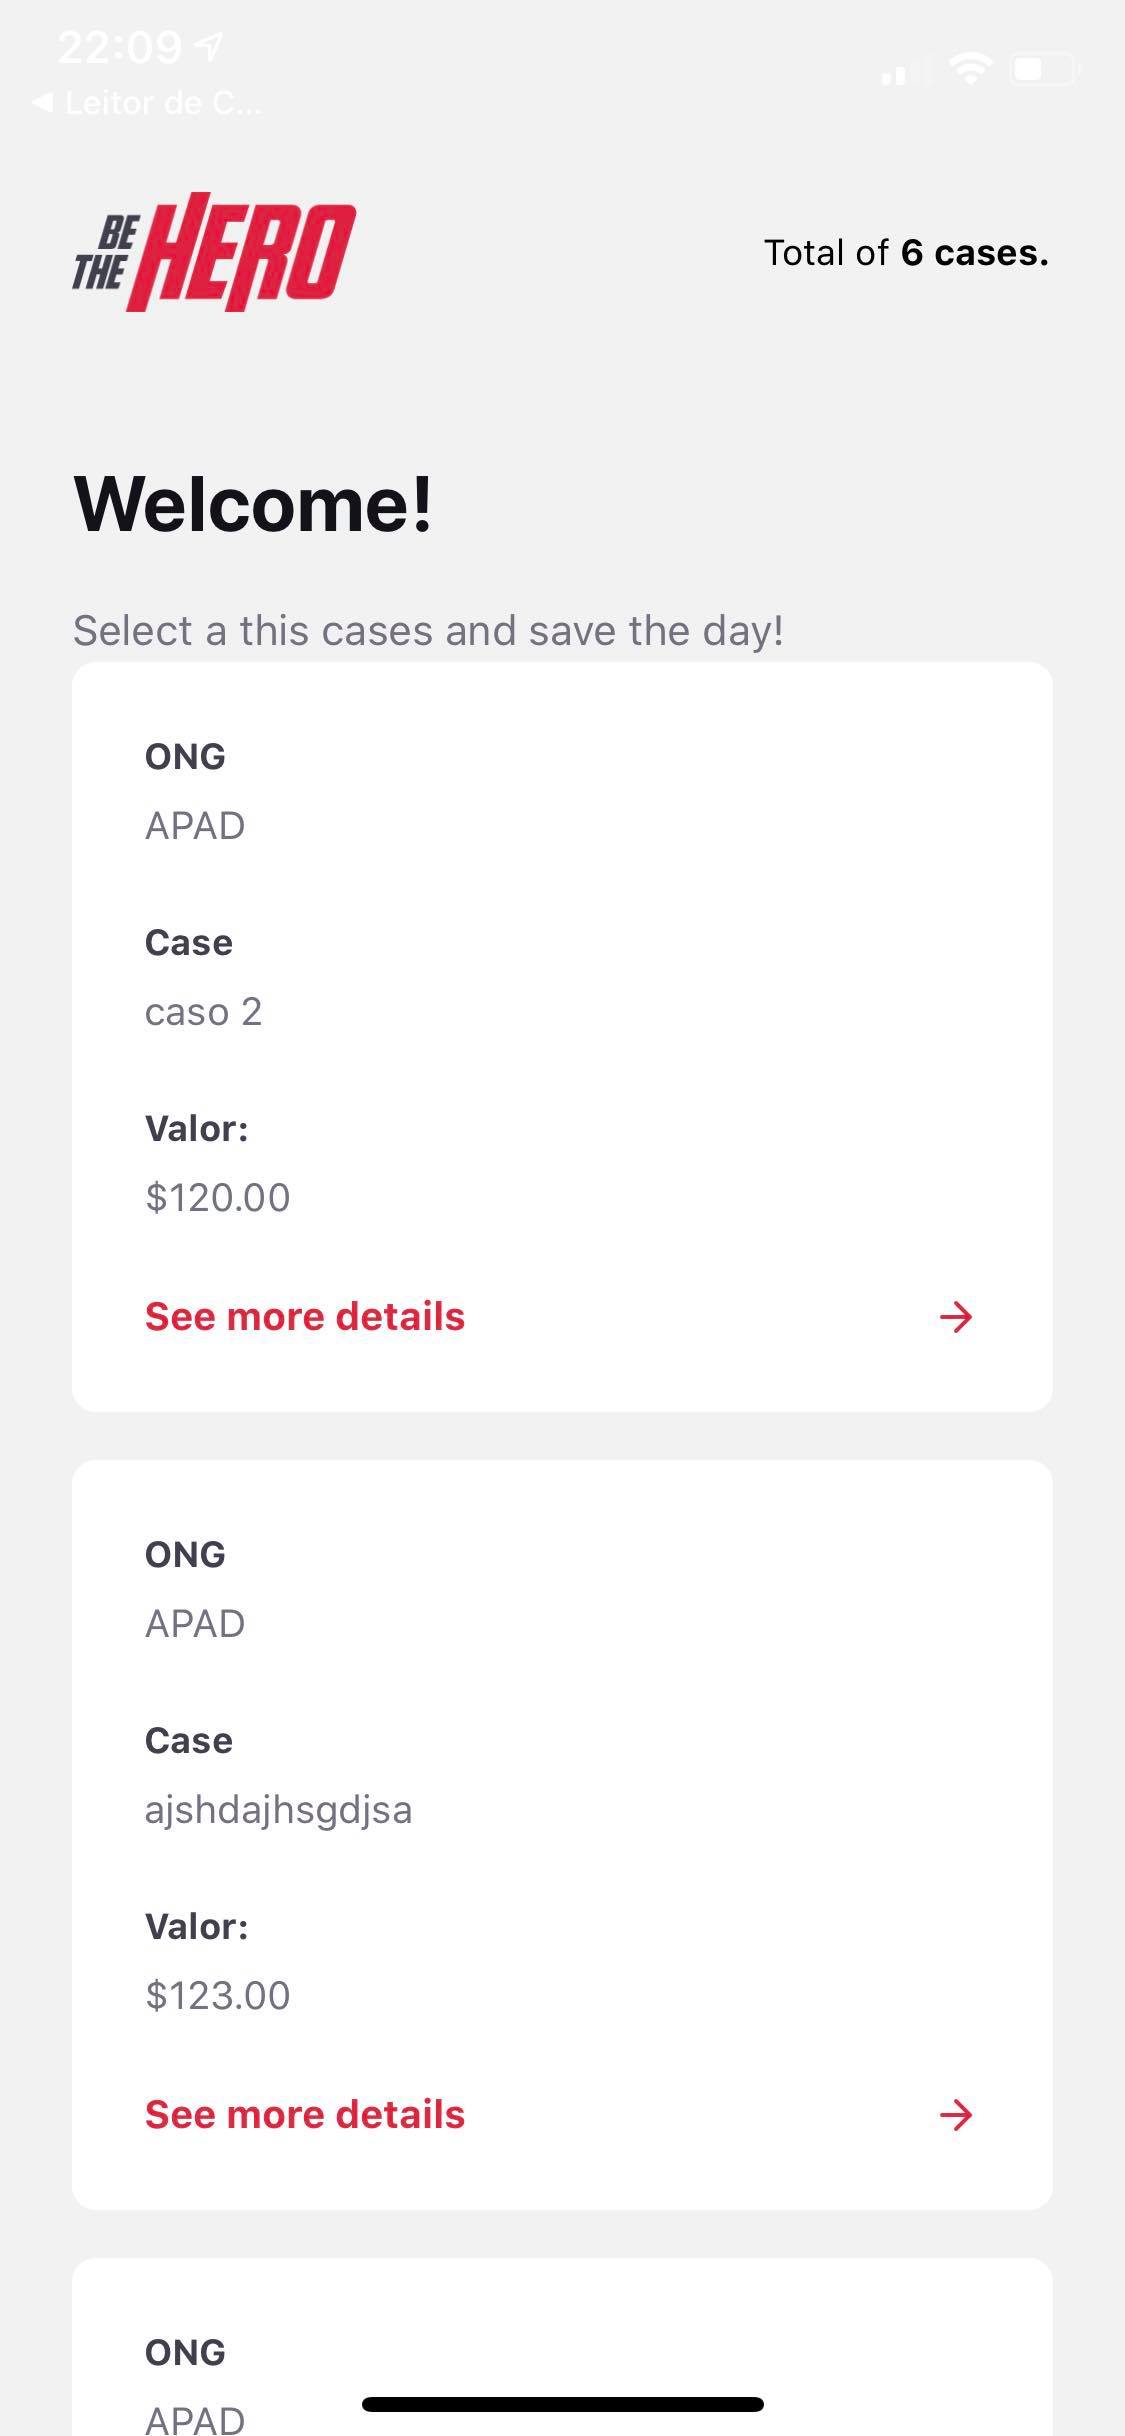 22:09
Leitor de C...
BE THE HERO
Total of 6 cases.
Welcome!
Select a this cases and save the day!
ONG
APAD
Case
caso 2
Valor:
$120.00
See more details
ONG
APAD
Case
ajshdajhsgdjsa
Valor:
$123.00
See more details
ONG
APAD